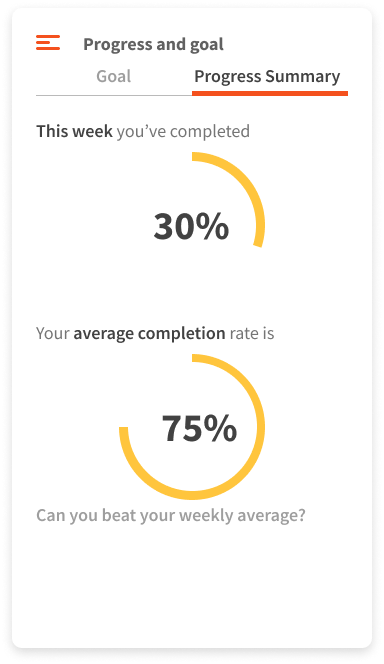 Progress and goal
Goal Progress Summary
This week you’ve completed
30%
Your average completion rate is
75%
Can you beat your weekly average?